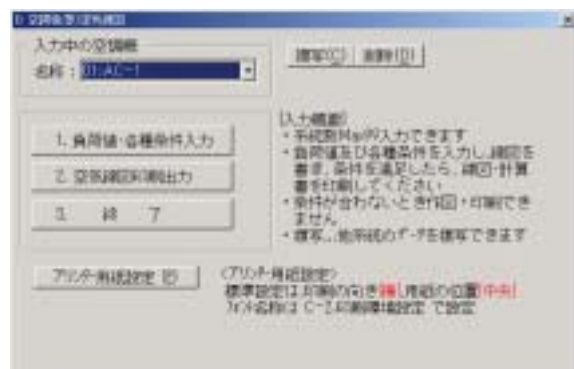 入力中の空調機
名称： 01:AC-1
複写(C) 削除(D)
1. 負荷値・各種条件入力
2. 空気線図印刷出力
3. 終 了
[入力概要]
・系統数Max99入力できます
・負荷値及び各種条件を入力し、線図を
書き、条件を満足したら、線図・計算
書を印刷してください
・条件が合わないとき作図・印刷でき
ません
・複写...他系統のデータを複写できます
プリンター用紙設定
<プリンター用紙設定>
標準設定は、印刷の向き 用紙の位置[中央]
フォント名称は C-2.印刷環境設定 で設定